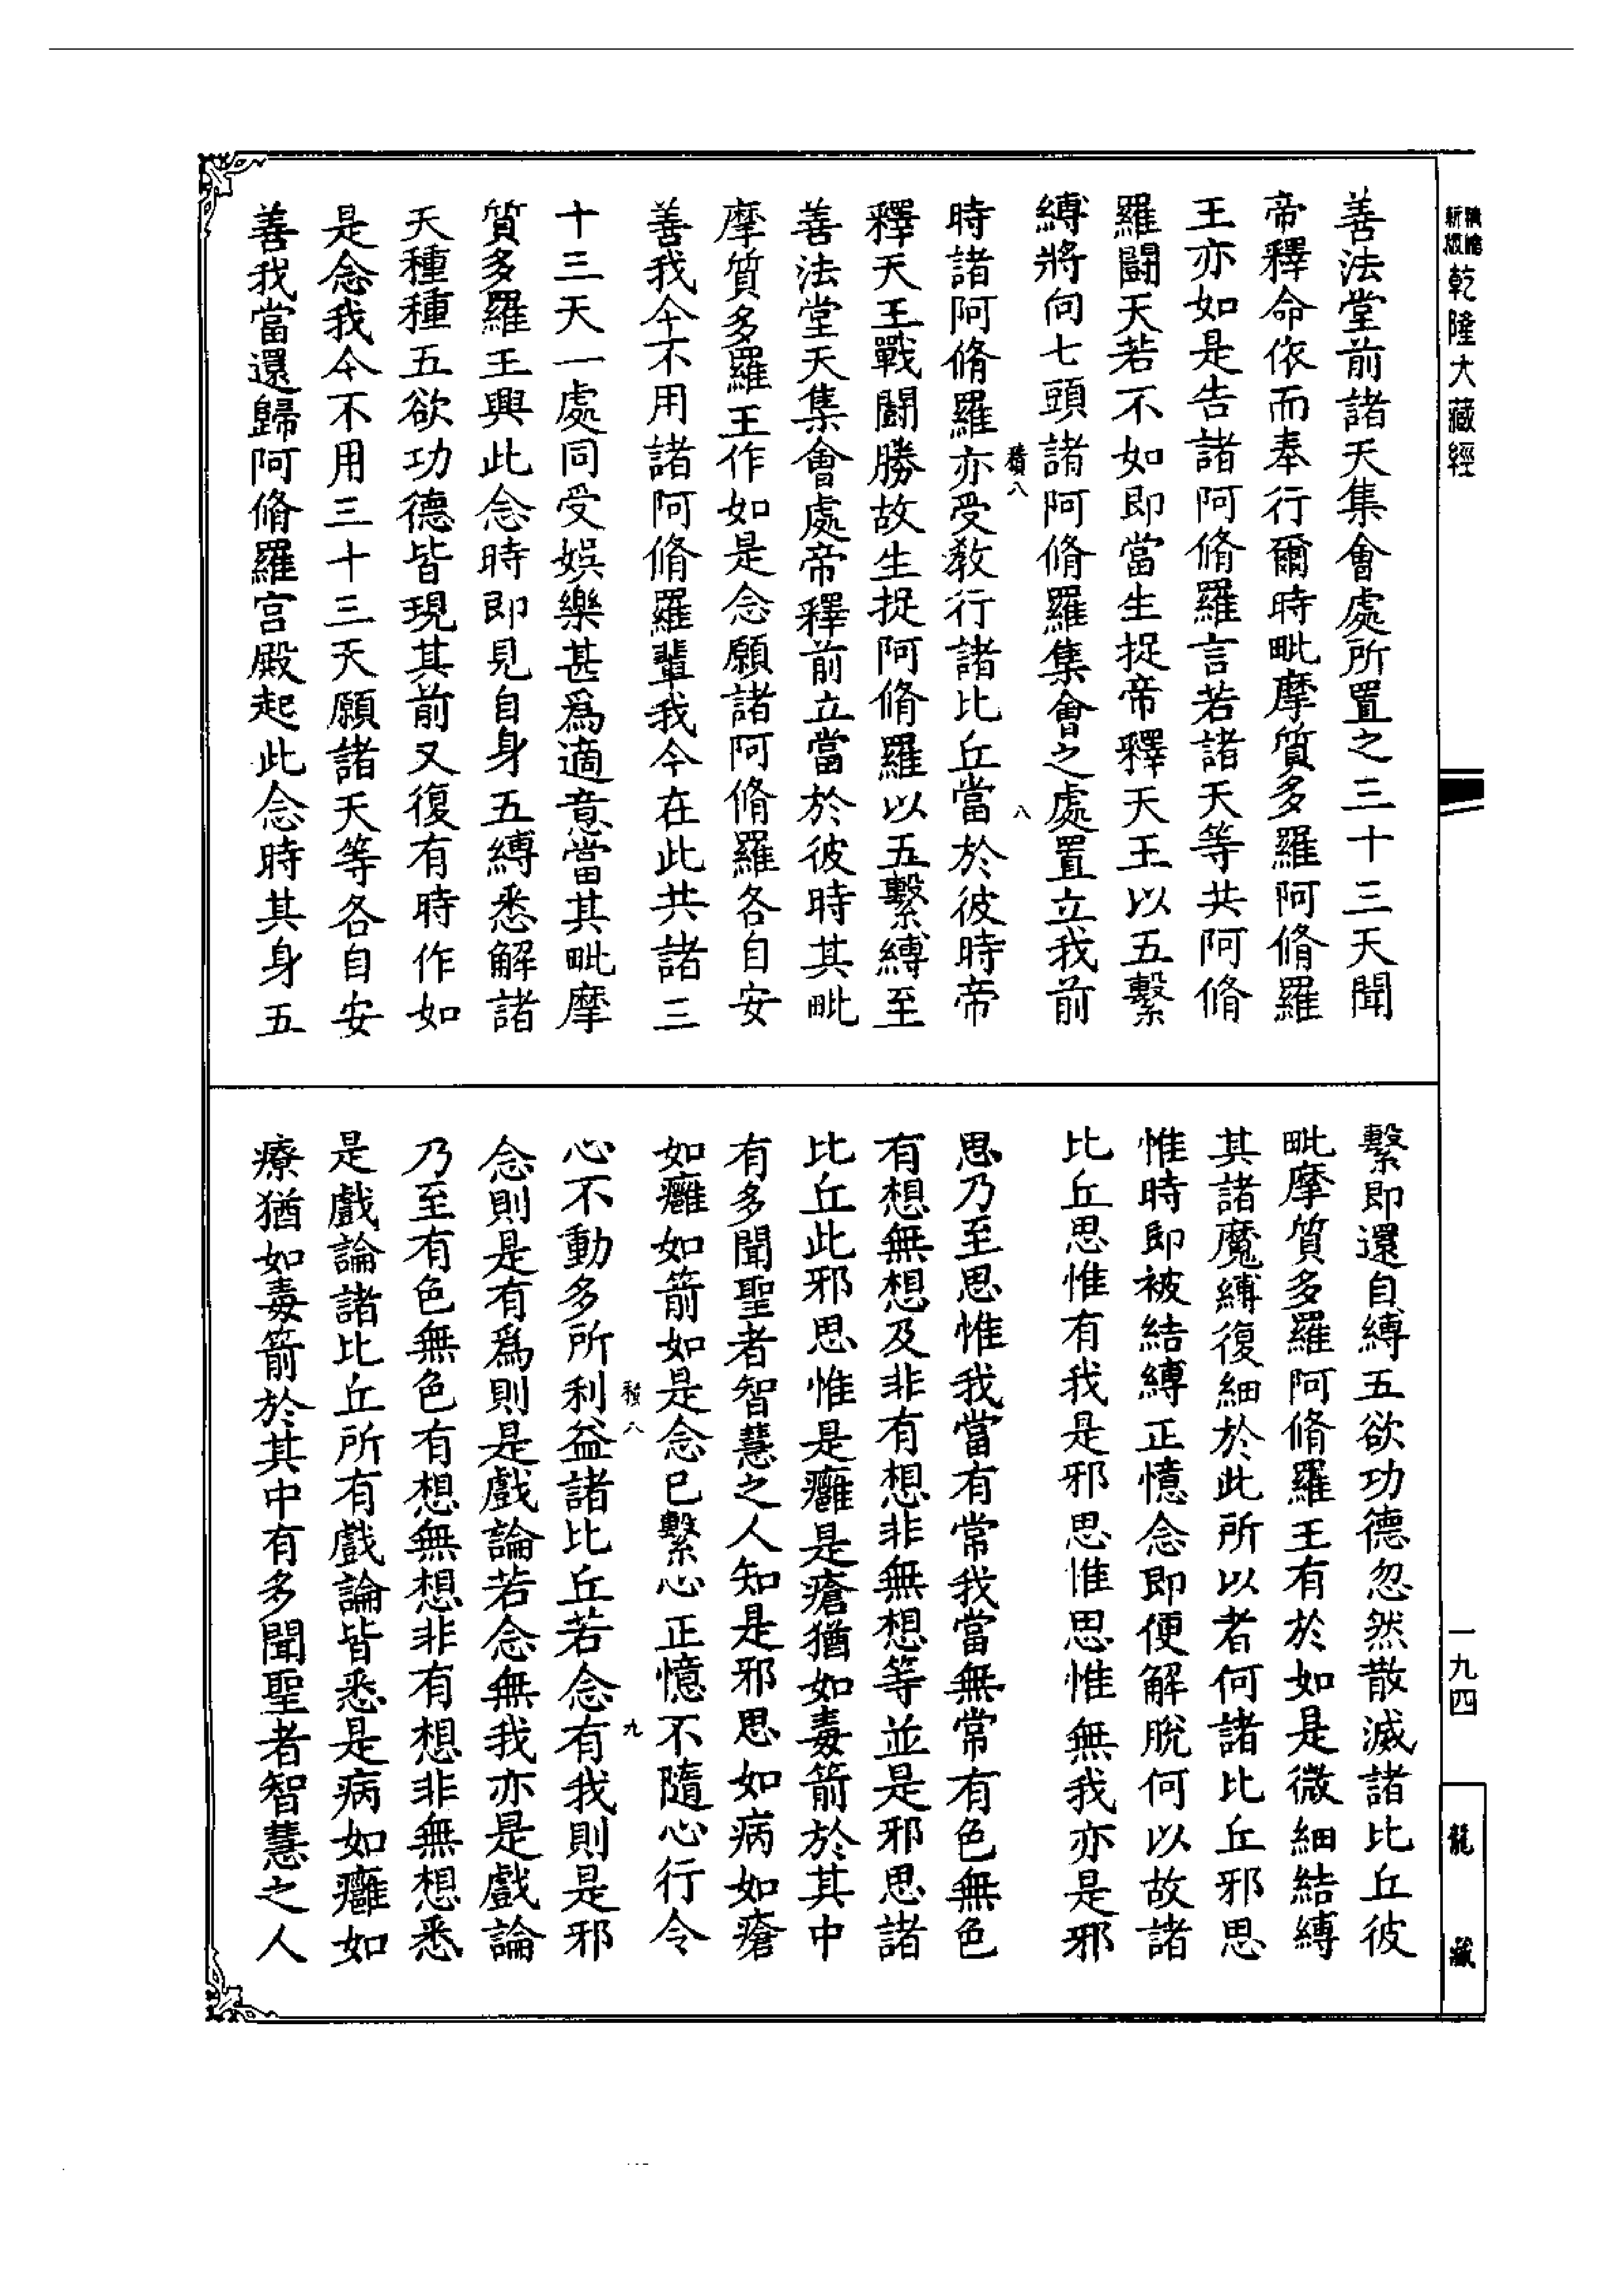 乾隆大藏經
善法堂前諸天集會處所置之三十三天聞
帝釋命依而奉行爾時毗摩質多羅阿脩羅
王亦如是告諸阿脩羅言若諸天等共阿脩
羅鬪天若不如即當生捉帝釋天王以五繫
縛將向七頭諸阿脩羅集會之處置立我前
積八
八
時諸阿脩羅亦受教行諸比丘當於彼時帝
釋天王戰鬪勝故生捉阿脩羅以五繫縛至
善法堂天集會處帝釋前立當於彼時其毗
摩質多羅王作如是念願諸阿脩羅各自安
善我今不用諸阿脩羅輩我今在此共諸三
十三天一處同受娛樂甚爲適意當其毗摩
質多羅王興此念時即見自身五縛悉解諸
天種種五欲功德皆現其前又復有時作如
是念我今不用三十三天願諸天等各自安
善我當還歸阿脩羅宮殿起此念時其身五
繫即還自縛五欲功德忽然散滅諸比丘彼
毗摩質多羅阿脩羅王有於如是微細結縛
其諸魔縛復細於此所以者何諸比丘邪思
惟時即被結縛正憶念即便解脫何以故諸
比丘思惟有我是邪思惟思惟無我亦是邪
思乃至思惟我當有常我當無常有色無色
有想無想及非有想非無想等並是邪思諸
比丘此邪思惟是癰是瘡猶如毒箭於其中
有多聞聖者智慧之人知是邪思如病如瘡
如癰如箭如是念已繫心正憶不隨心行令
積八
九
心不動多所利益諸比丘若念有我則是邪
念則是有爲則是戲論若念無我亦是戲論
乃至有色無色有想無想非有想非無想悉
是戲論諸比丘所有戲論皆悉是病如癰如
療猶如毒箭於其中有多聞聖者智慧之人
一九四
龍藏